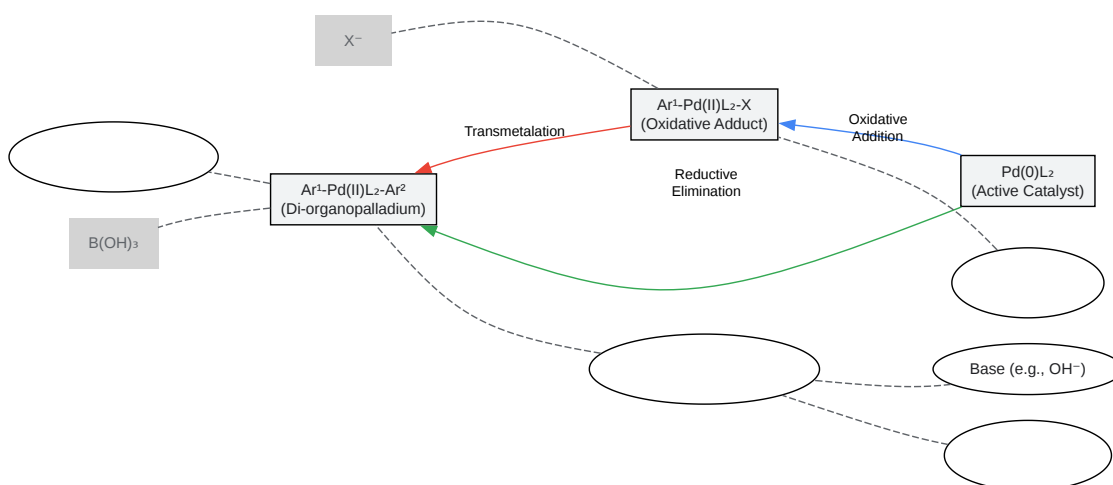 X⁻
Ar¹-Pd(II)L₂-X
(Oxidative Adduct)
Oxidative
Addition
Transmetalation
Pd(0)L₂
(Active Catalyst)
Reductive
Elimination
Ar¹-Pd(II)L₂-Ar²
(Di-organopalladium)
B(OH)₃
Base (e.g., OH⁻)